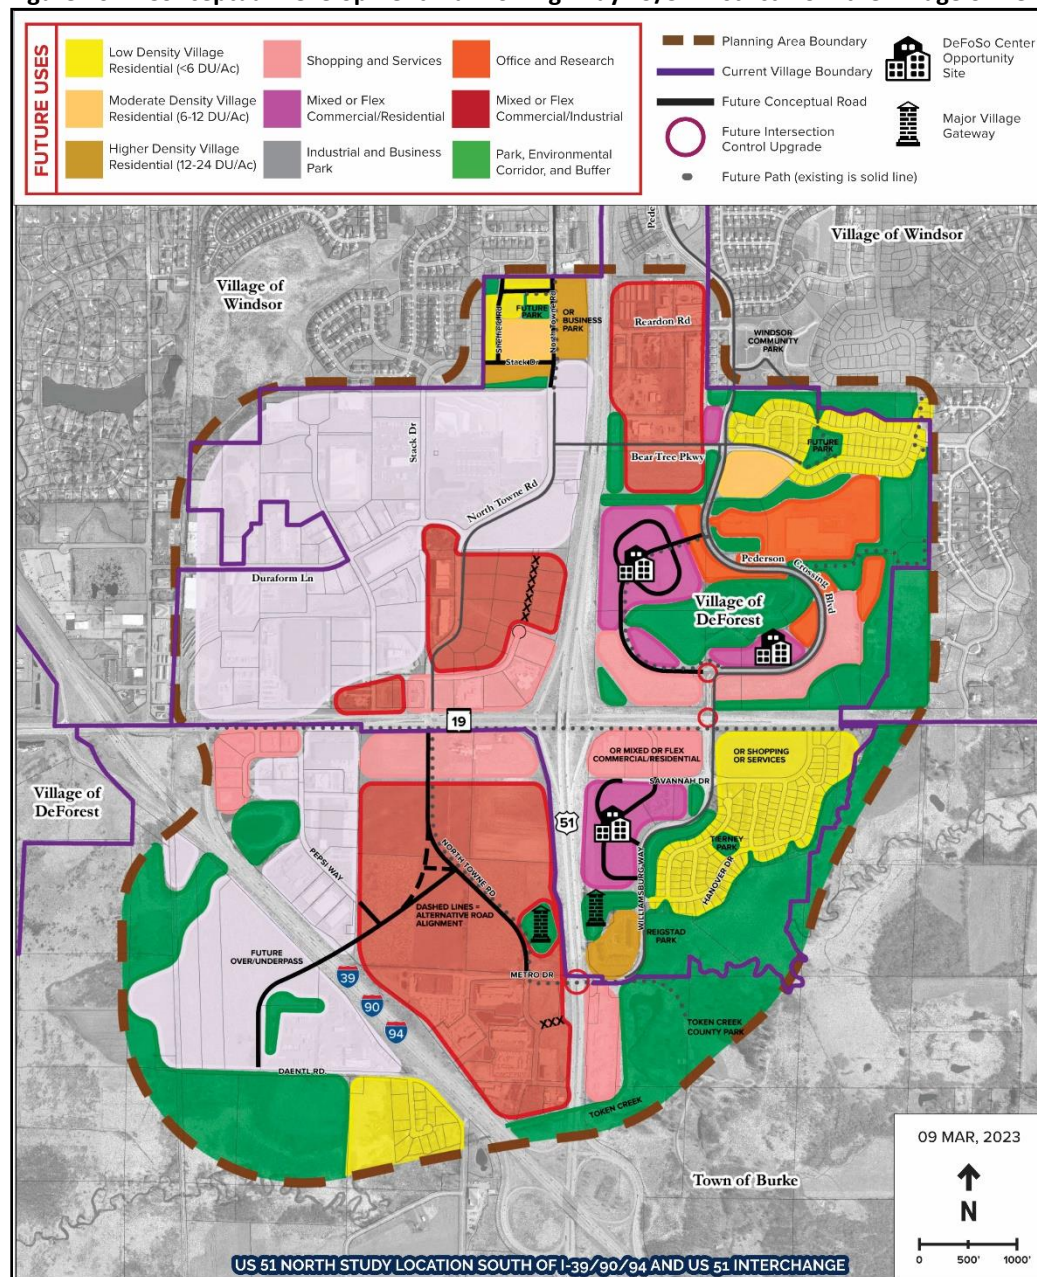 FUTURE USES
Low Density Village
Residential (<6 DU/Ac)
Moderate Density Village
Residential (6-12 DU/Ac)
Higher Density Village
Residential (12-24 DU/Ac)
Shopping and Services
Mixed or Flex
Commercial/Residential
Industrial and Business
Park
Office and Research
Mixed or Flex
Commercial/Industrial
Park, Environmental
Corridor, and Buffer
Planning Area Boundary
Current Village Boundary
Future Conceptual Road
Future Intersection
Control Upgrade
Future Path (existing is solid line)
DeFoSo Center
Opportunity
Site
Major Village
Gateway
Village of Windsor
Village of
Windsor
Pede
FUTURE
PARK
OR
BUSINESS
PARK
Sheffield Rd
North Towne Rd
Stack Dr
Reardon Rd
WINDSOR
COMMUNITY
PARK
Stack Dr
FUTURE
PARK
Bear Tree Pkwy
North Towne Rd
Pederson
Crossing
Blvd
Duraform Ln
Village of
DeForest
XXXXXXX
19
OR MIXED OR FLEX
COMMERCIAL/RESIDENTIAL
OR SHOPPING
OR SERVICES
Village of
DeForest
SAVANNAH DR
51
PEPSI WAY
NORTH TOWNE RD
TIERNEY
PARK
HANOVER DR
WILLIAMSBURG WAY
DASHED LINES =
ALTERNATIVE ROAD
ALIGNMENT
REIGSTAD
PARK
FUTURE
OVER/UNDERPASS
METRO DR
39
90
94
XXX
TOKEN CREEK
COUNTY PARK
DAENTL RD
TOKEN CREEK
Town of Burke
09 MAR, 2023
N
0 500' 1000'
US 51 NORTH STUDY LOCATION SOUTH OF I-39/90/94 AND US 51 INTERCHANGE